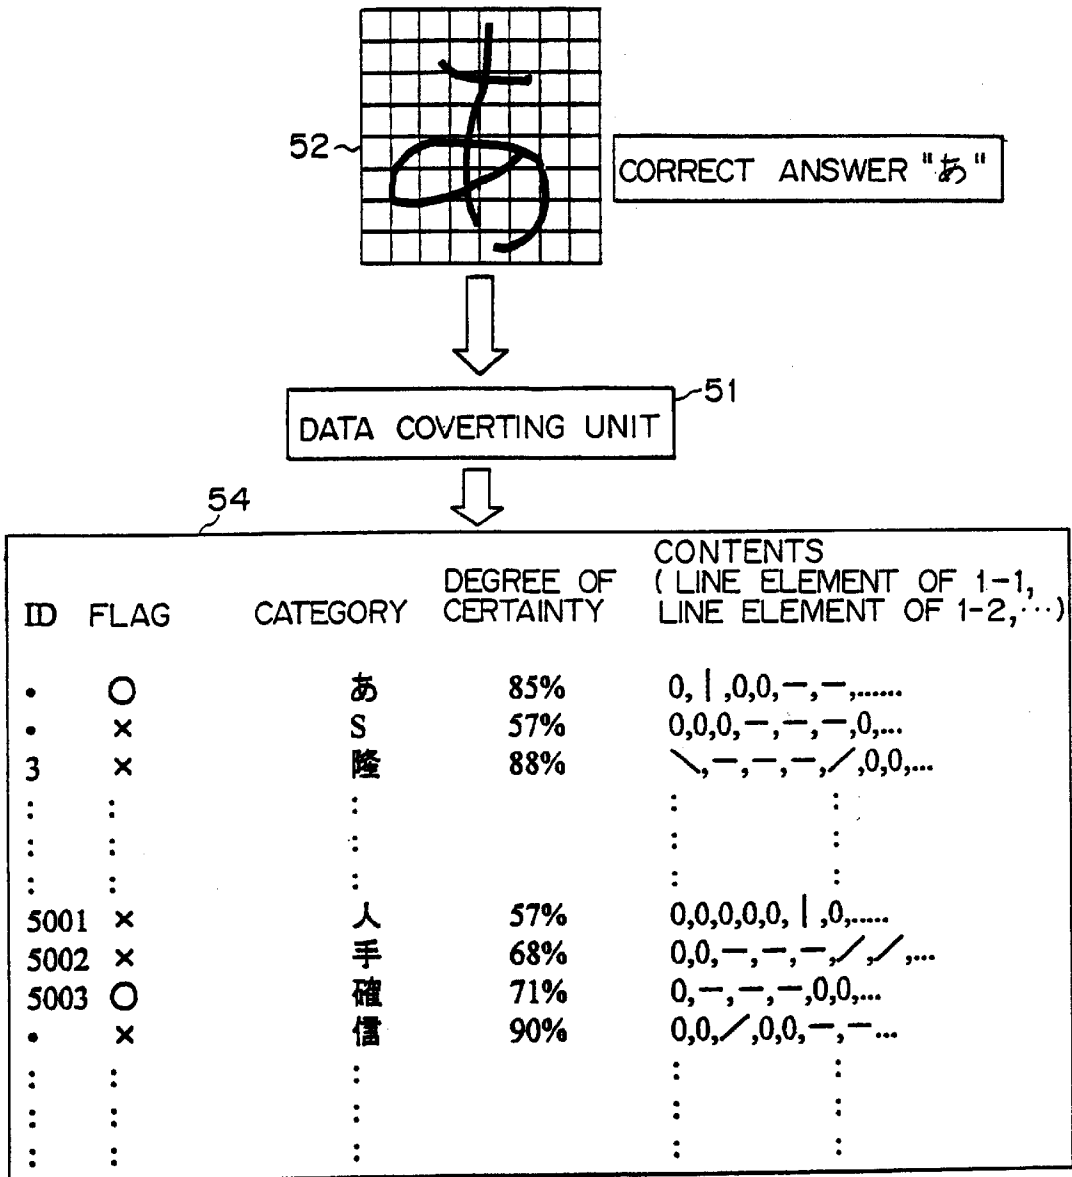 52
CORRECT ANSWER "あ"
51
DATA COVERTING UNIT
54
ID FLAG CATEGORY DEGREE OF CERTAINTY CONTENTS (LINE ELEMENT OF 1-1, LINE ELEMENT OF 1-2,···)
• ○ あ 85% 0,|,0,0,—,—,......
• × S 57% 0,0,0,—,—,—,0,...
3 × 隆 88% \,—,—,—,/,0,0,...
: : : : :
: : : : :
: : : : :
5001 × 人 57% 0,0,0,0,0,|,0,.....
5002 × 手 68% 0,0,—,—,—,/,/,...
5003 ○ 確 71% 0,—,—,—,0,0,...
• × 信 90% 0,0,/,0,0,—,—...
: : : : :
: : : : :
: : : : :